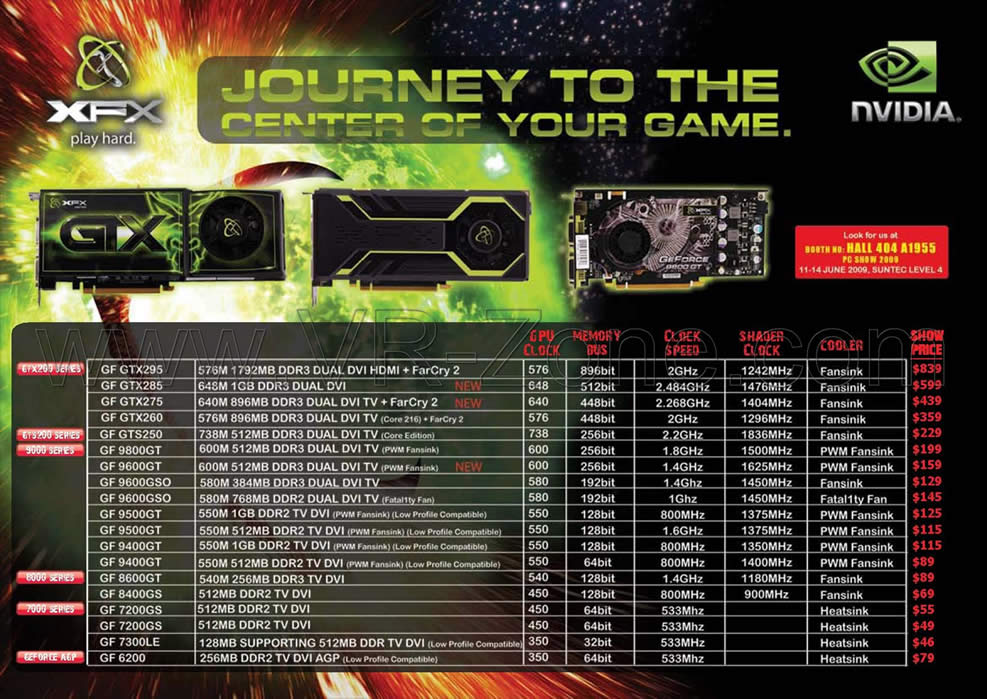 XFX
play hard.
JOURNEY TO THE
CENTER OF YOUR GAME.
NVIDIA.
XFX
GTX
XFX
GEFORCE
9800 GT
Look for us at
BOOTH NO: HALL 404 A1955
PC SHOW 2009
11-14 JUNE 2009, SUNTEC LEVEL 4
www.VR-Zone.com
GPU CLOCK MEMORY BUS CLOCK SPEED SHADER CLOCK COOLER SHOW PRICE
GTX200 SERIES GF GTX295 576M 1792MB DDR3 DUAL DVI HDMI + FarCry 2 576 896bit 2GHz 1242MHz Fansink $839
GF GTX285 648M 1GB DDR3 DUAL DVI NEW 648 512bit 2.484GHz 1476MHz Fansink $599
GF GTX275 640M 896MB DDR3 DUAL DVI TV + FarCry 2 NEW 640 448bit 2.268GHz 1404MHz Fansink $439
GF GTX260 576M 896MB DDR3 DUAL DVI TV (Core 216) + FarCry 2 576 448bit 2GHz 1296MHz Fansink $359
GTS200 SERIES GF GTS250 738M 512MB DDR3 DUAL DVI TV (Core Edition) 738 256bit 2.2GHz 1836MHz Fansink $229
9000 SERIES GF 9800GT 600M 512MB DDR3 DUAL DVI TV (PWM Fansink) 600 256bit 1.8GHz 1500MHz PWM Fansink $199
GF 9600GT 600M 512MB DDR3 DUAL DVI TV (PWM Fansink) NEW 600 256bit 1.4GHz 1625MHz PWM Fansink $159
GF 9600GSO 580M 384MB DDR3 DUAL DVI TV 580 192bit 1.4Ghz 1450MHz Fansink $129
GF 9600GSO 580M 768MB DDR2 DUAL DVI TV (Fatal1ty Fan) 580 192bit 1Ghz 1450MHz Fatal1ty Fan $145
GF 9500GT 550M 1GB DDR2 TV DVI (PWM Fansink) (Low Profile Compatible) 550 128bit 800MHz 1375MHz PWM Fansink $125
GF 9500GT 550M 512MB DDR2 TV DVI (PWM Fansink) (Low Profile Compatible) 550 128bit 1.6GHz 1375MHz PWM Fansink $115
GF 9400GT 550M 1GB DDR2 TV DVI (PWM Fansink) (Low Profile Compatible) 550 128bit 800MHz 1350MHz PWM Fansink $115
GF 9400GT 550M 512MB DDR2 TV DVI (PWM Fansink) (Low Profile Compatible) 550 64bit 800MHz 1400MHz PWM Fansink $89
8000 SERIES GF 8600GT 540M 256MB DDR3 TV DVI 540 128bit 1.4GHz 1180MHz Fansink $89
GF 8400GS 512MB DDR2 TV DVI 450 128bit 800MHz 900MHz Fansink $69
7000 SERIES GF 7200GS 512MB DDR2 TV DVI 450 64bit 533Mhz Heatsink $55
GF 7200GS 512MB DDR2 TV DVI 450 64bit 533Mhz Heatsink $49
GF 7300LE 128MB SUPPORTING 512MB DDR TV DVI (Low Profile Compatible) 350 32bit 533MHz Heatsink $46
GEFORCE AGP GF 6200 256MB DDR2 TV DVI AGP (Low Profile Compatible) 350 64bit 533Mhz Heatsink $79